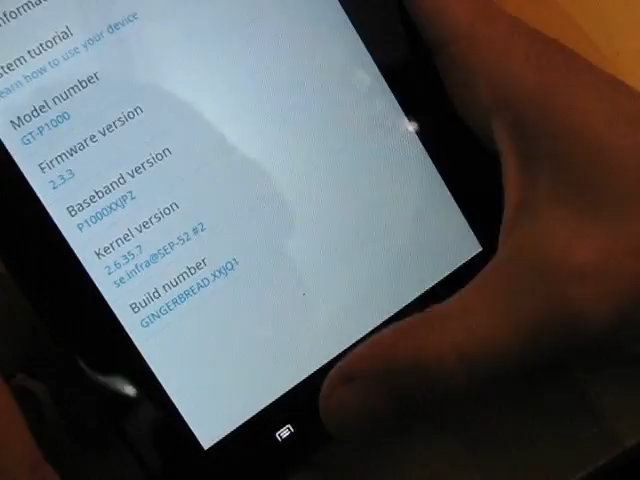 stem tutorial
earn how to use your device
Model number
GT-P1000
Firmware version
2.3.3
Baseband version
P1000XXJPZ
Kernel version
2.6.35.7
se.infra@SEP-52 #2
Build number
GINGERBREAD.XXJQ1